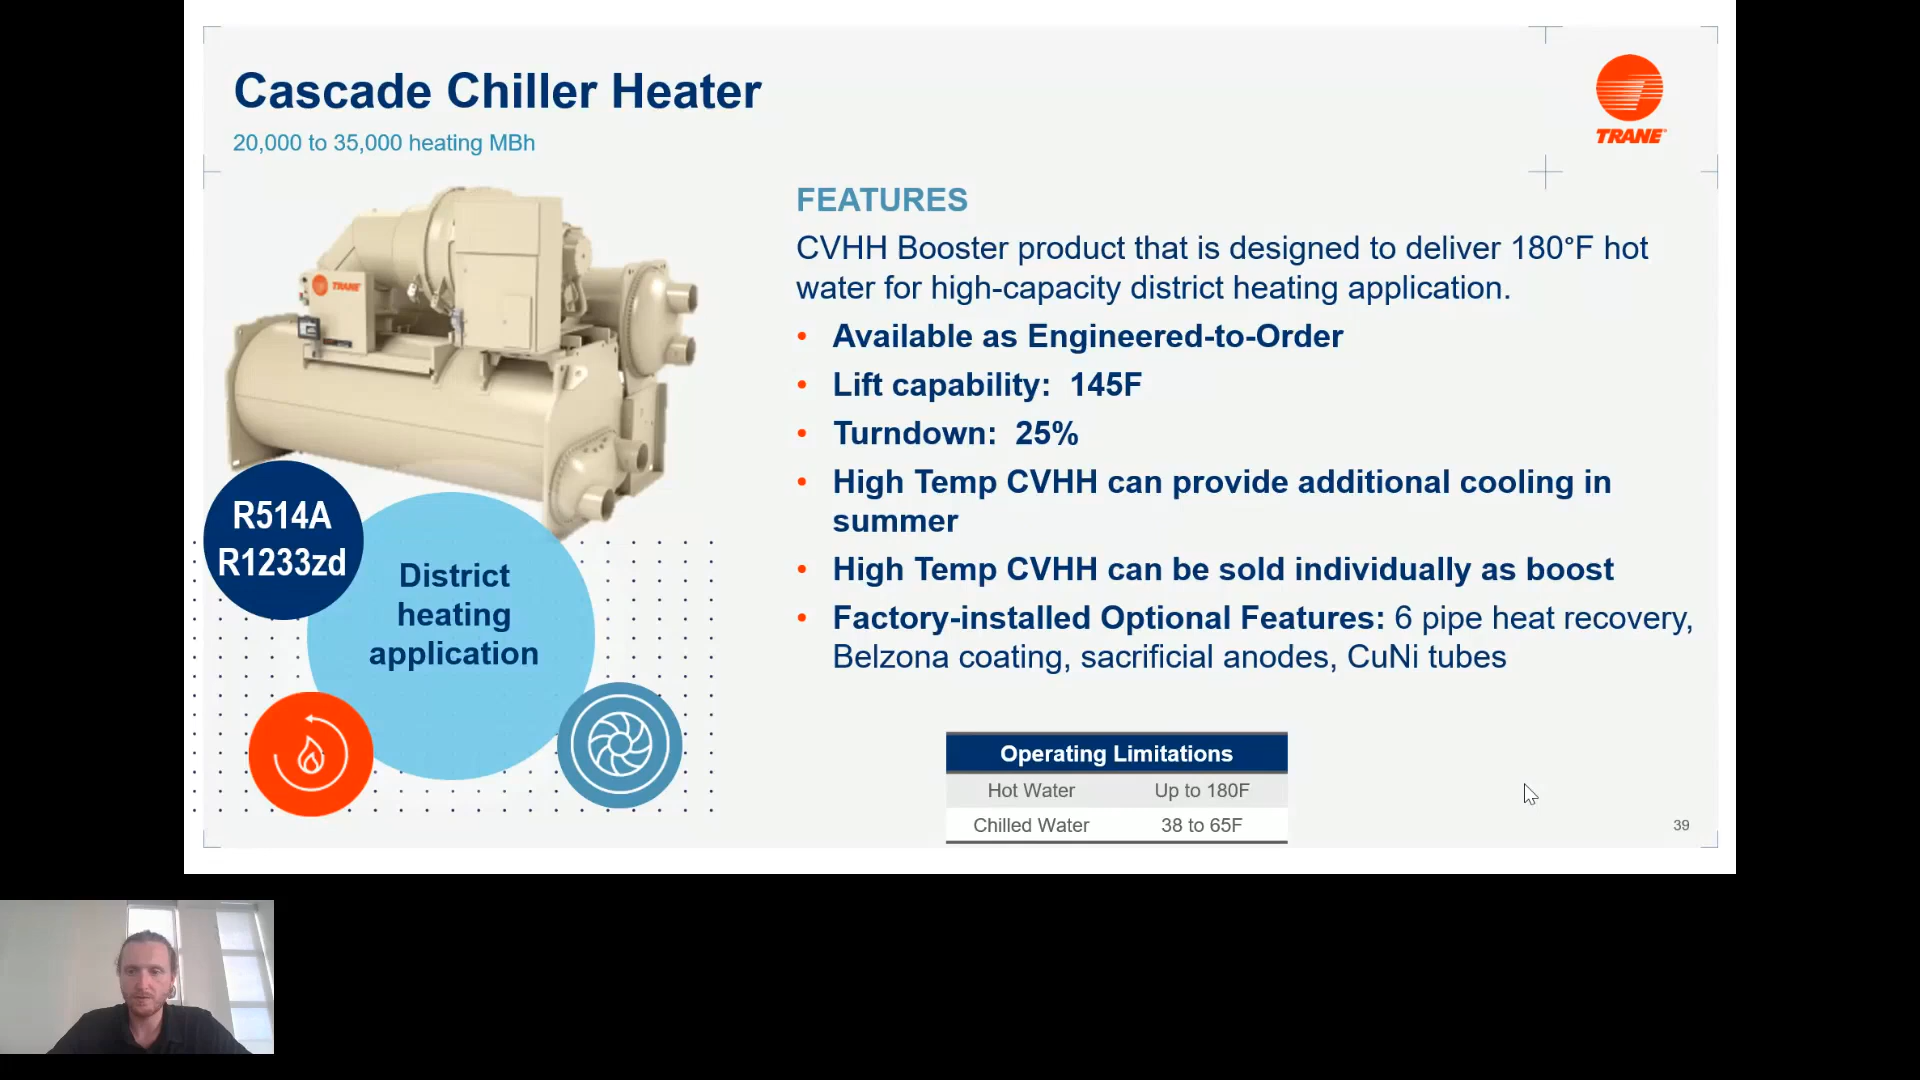 Cascade Chiller Heater
20,000 to 35,000 heating MBh
TRANE
FEATURES
CVHH Booster product that is designed to deliver 180°F hot
water for high-capacity district heating application.
• Available as Engineered-to-Order
• Lift capability: 145F
• Turndown: 25%
• High Temp CVHH can provide additional cooling in
summer
• High Temp CVHH can be sold individually as boost
• Factory-installed Optional Features: 6 pipe heat recovery,
Belzona coating, sacrificial anodes, CuNi tubes
TRANE
R514A
R1233zd
District
heating
application
Operating Limitations
Hot Water Up to 180F
Chilled Water 38 to 65F
39